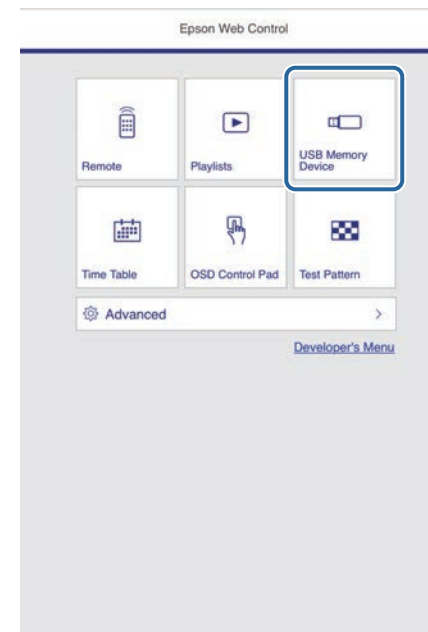 Epson Web Control
Remote
Playlists
USB Memory
Device
Time Table
OSD Control Pad
Test Pattern
Advanced
Developer's Menu